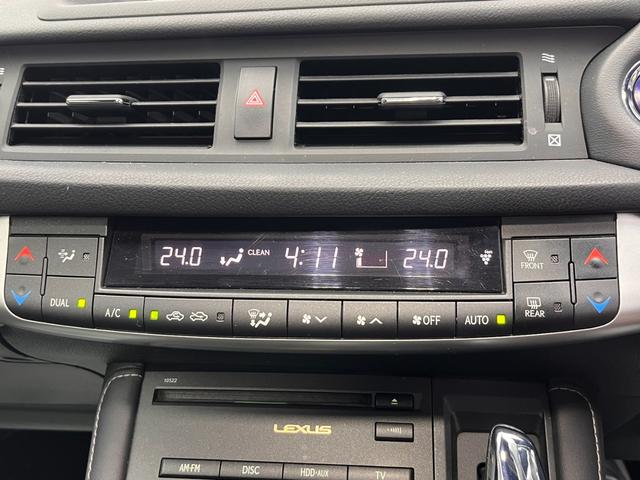 24.0 CLEAN 4:11 24.0
FRONT
DUAL A/C OFF AUTO REAR
10522
LEXUS
AM·FM DISC HDD·AUX TV